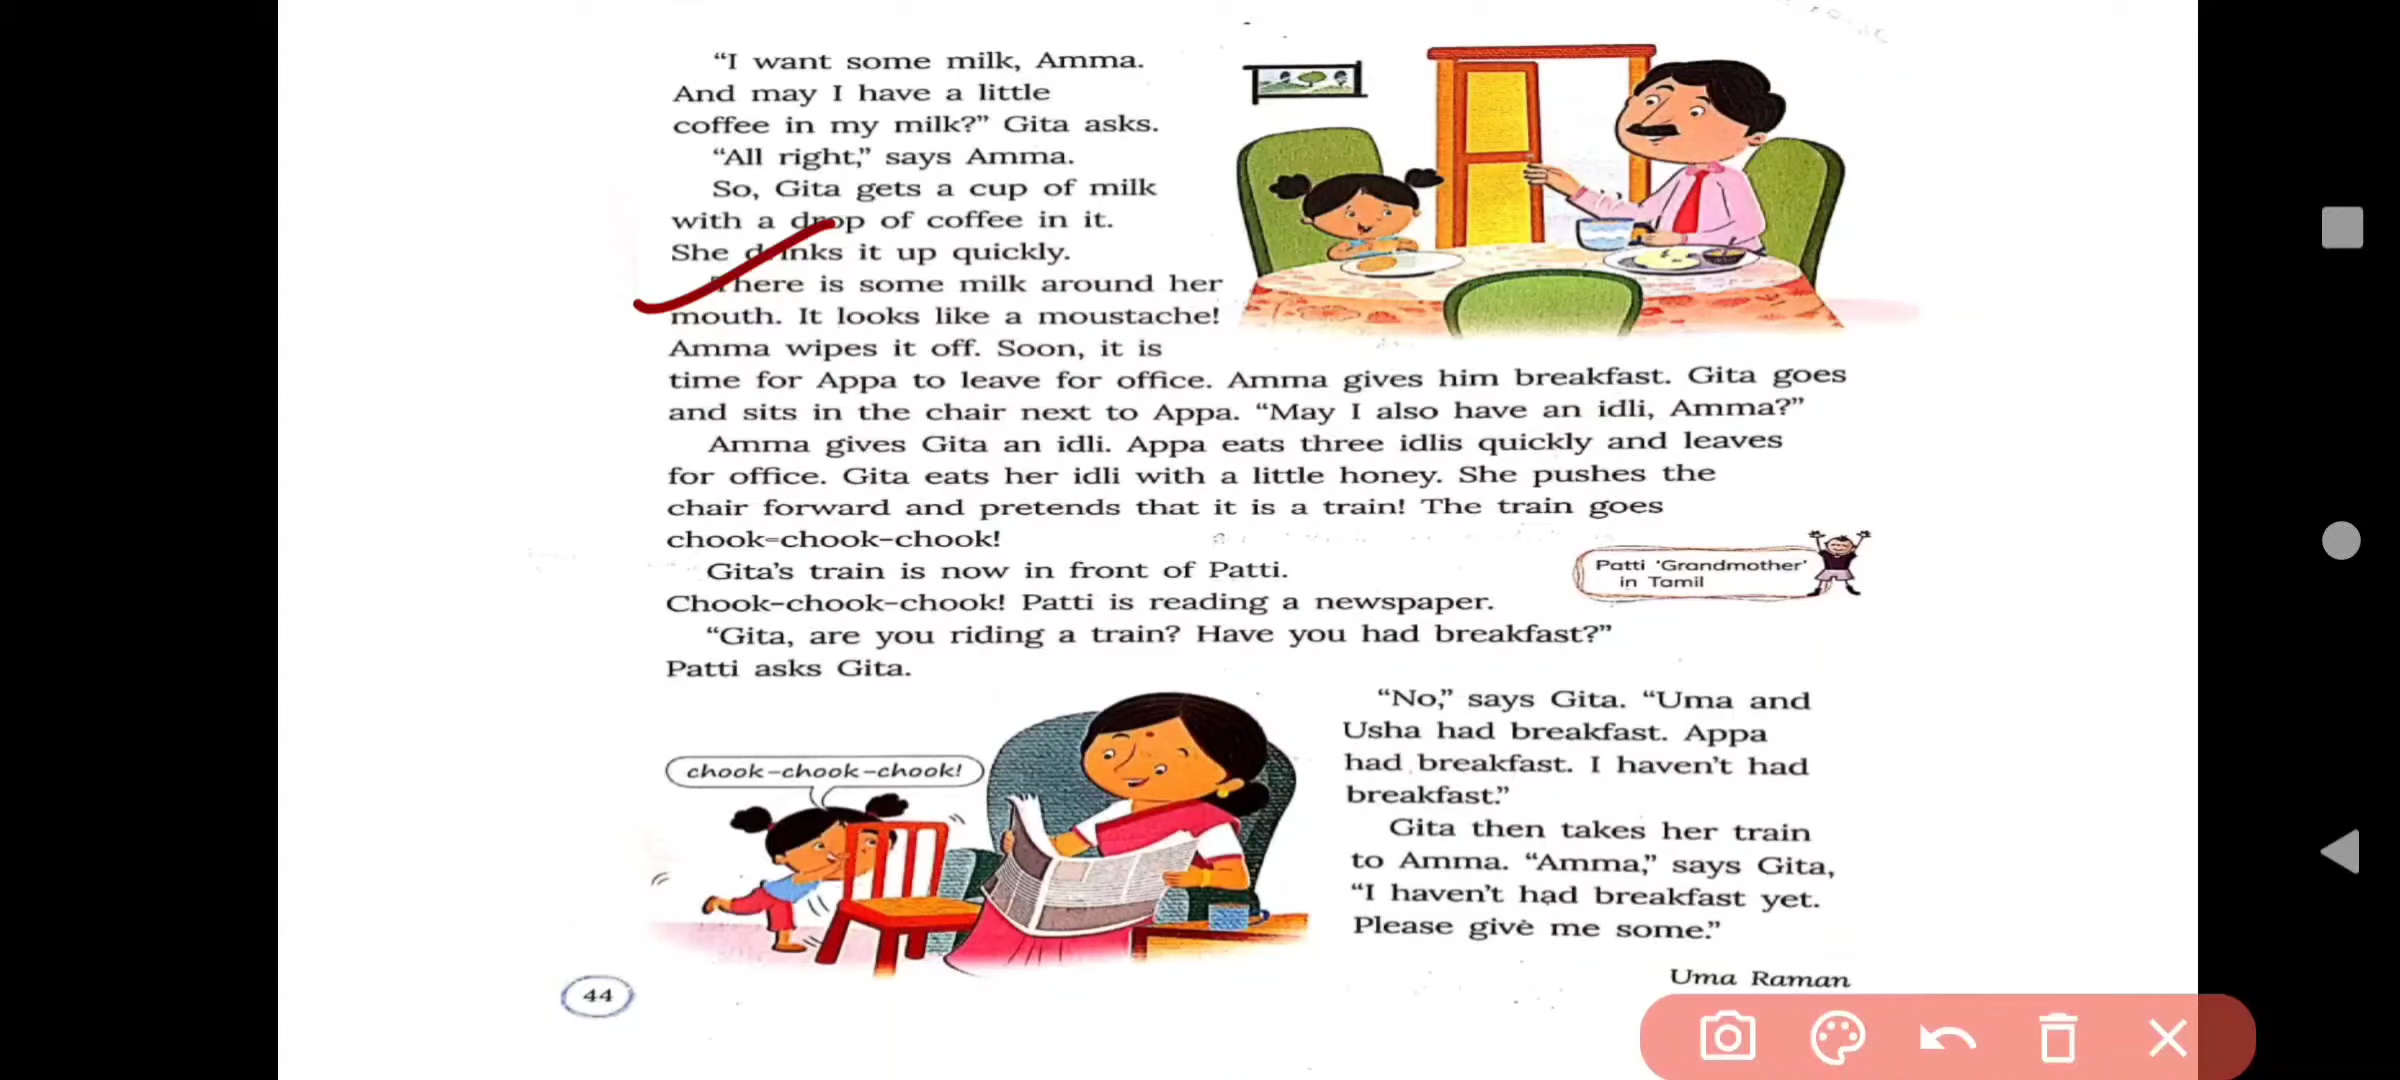 “I want some milk, Amma.
And may I have a little
coffee in my milk?” Gita asks.
“All right,” says Amma.
So, Gita gets a cup of milk
with a drop of coffee in it.
She drinks it up quickly.
There is some milk around her
mouth. It looks like a moustache!
Amma wipes it off. Soon, it is
time for Appa to leave for office. Amma gives him breakfast. Gita goes
and sits in the chair next to Appa. “May I also have an idli, Amma?”
Amma gives Gita an idli. Appa eats three idlis quickly and leaves
for office. Gita eats her idli with a little honey. She pushes the
chair forward and pretends that it is a train! The train goes
chook-chook-chook!
Gita’s train is now in front of Patti.
Chook-chook-chook! Patti is reading a newspaper.
“Gita, are you riding a train? Have you had breakfast?”
Patti asks Gita.
Patti ‘Grandmother’
in Tamil
“No,” says Gita. “Uma and
Usha had breakfast. Appa
had breakfast. I haven’t had
breakfast.”
Gita then takes her train
to Amma. “Amma,” says Gita,
“I haven’t had breakfast yet.
Please give me some.”
Uma Raman
chook-chook-chook!
44